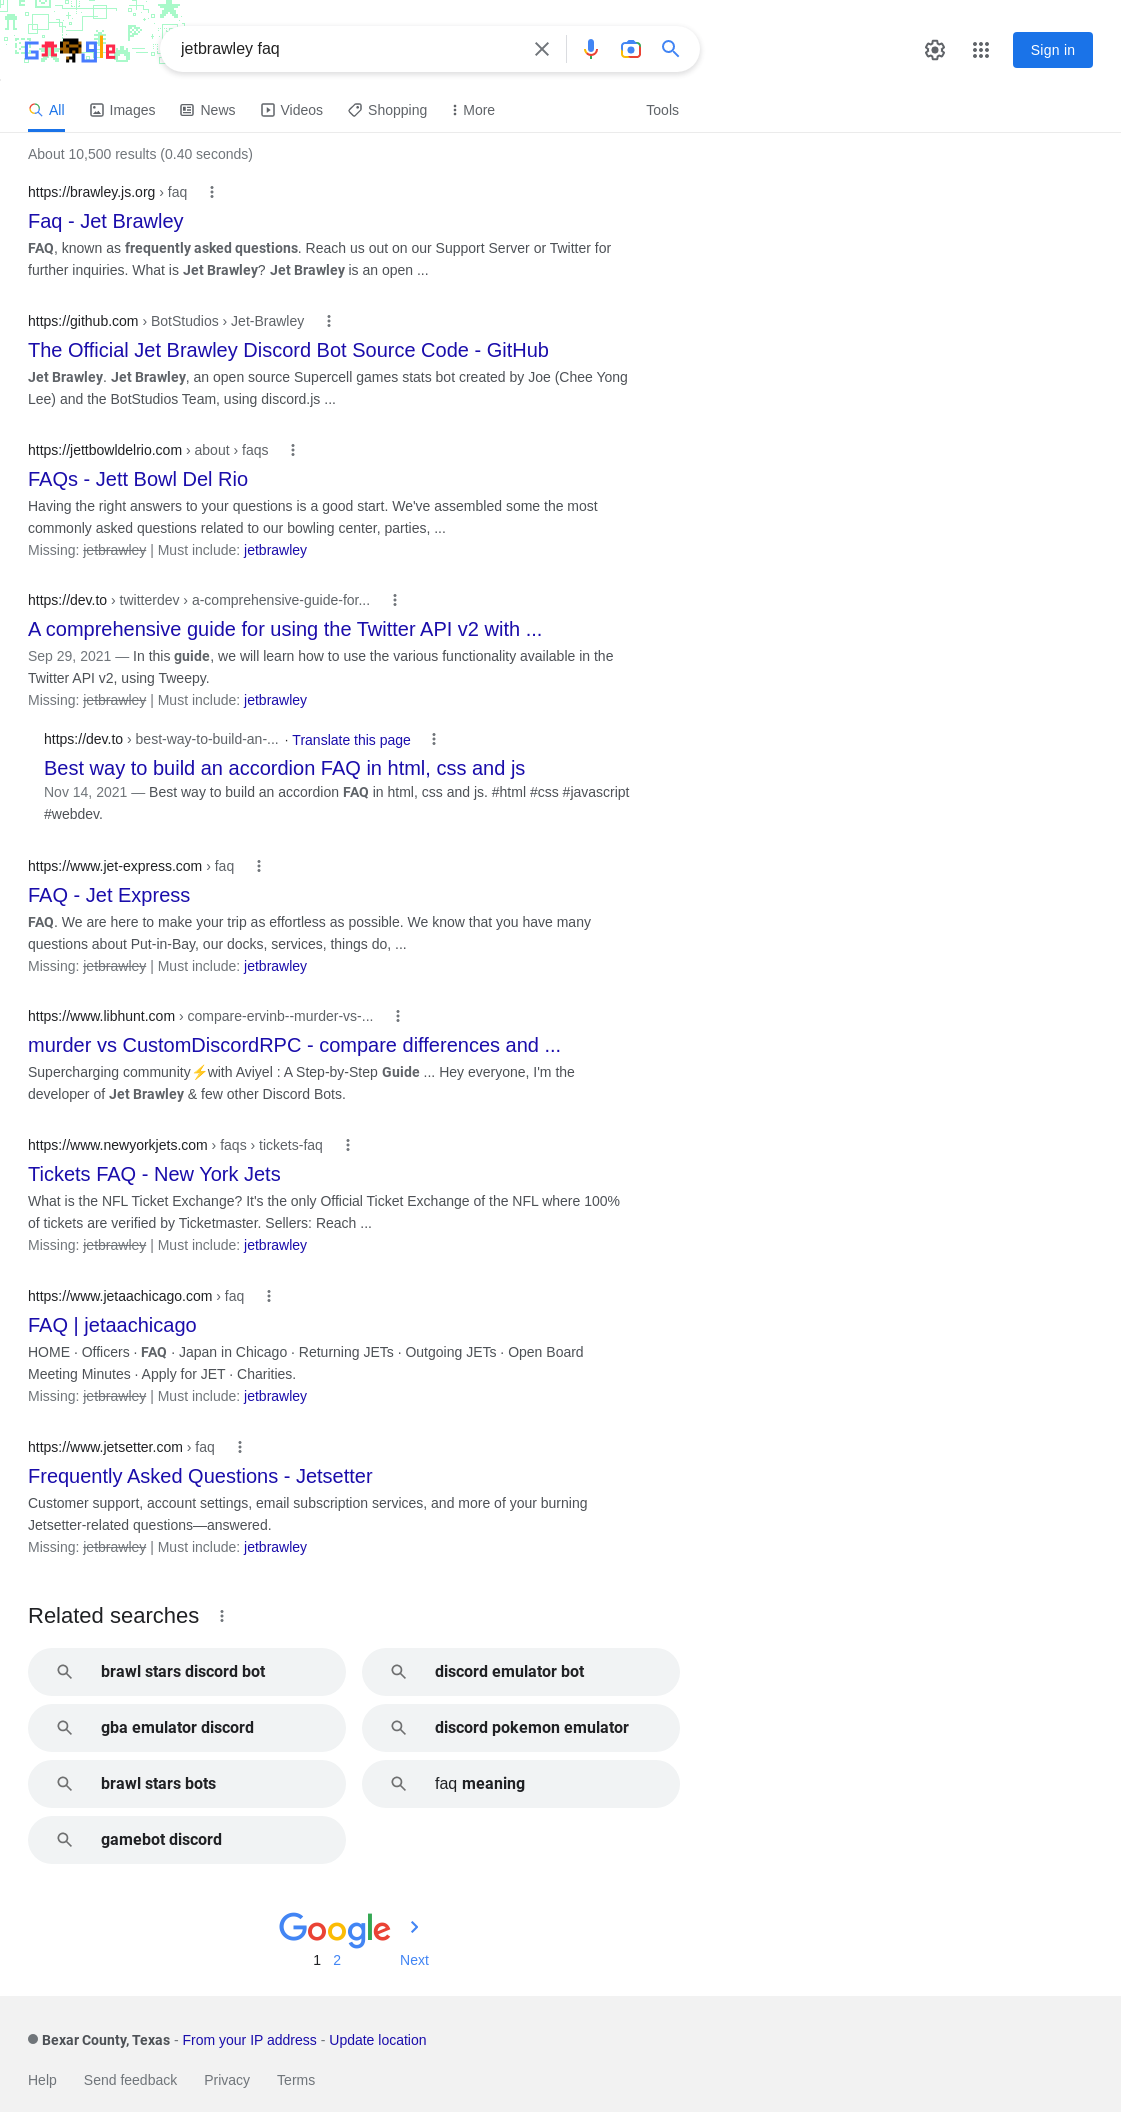 jetbrawley faq
Sign in
All Images News Videos Shopping More Tools
About 10,500 results (0.40 seconds)
https://brawley.js.org › faq
Faq - Jet Brawley
FAQ, known as frequently asked questions. Reach us out on our Support Server or Twitter for
further inquiries. What is Jet Brawley? Jet Brawley is an open ...
https://github.com › BotStudios › Jet-Brawley
The Official Jet Brawley Discord Bot Source Code - GitHub
Jet Brawley. Jet Brawley, an open source Supercell games stats bot created by Joe (Chee Yong
Lee) and the BotStudios Team, using discord.js ...
https://jettbowldelrio.com › about › faqs
FAQs - Jett Bowl Del Rio
Having the right answers to your questions is a good start. We've assembled some the most
commonly asked questions related to our bowling center, parties, ...
Missing: jetbrawley | Must include: jetbrawley
https://dev.to › twitterdev › a-comprehensive-guide-for...
A comprehensive guide for using the Twitter API v2 with ...
Sep 29, 2021 — In this guide, we will learn how to use the various functionality available in the
Twitter API v2, using Tweepy.
Missing: jetbrawley | Must include: jetbrawley
https://dev.to › best-way-to-build-an-... · Translate this page
Best way to build an accordion FAQ in html, css and js
Nov 14, 2021 — Best way to build an accordion FAQ in html, css and js. #html #css #javascript
#webdev.
https://www.jet-express.com › faq
FAQ - Jet Express
FAQ. We are here to make your trip as effortless as possible. We know that you have many
questions about Put-in-Bay, our docks, services, things do, ...
Missing: jetbrawley | Must include: jetbrawley
https://www.libhunt.com › compare-ervinb--murder-vs-...
murder vs CustomDiscordRPC - compare differences and ...
Supercharging community⚡with Aviyel : A Step-by-Step Guide ... Hey everyone, I'm the
developer of Jet Brawley & few other Discord Bots.
https://www.newyorkjets.com › faqs › tickets-faq
Tickets FAQ - New York Jets
What is the NFL Ticket Exchange? It's the only Official Ticket Exchange of the NFL where 100%
of tickets are verified by Ticketmaster. Sellers: Reach ...
Missing: jetbrawley | Must include: jetbrawley
https://www.jetaachicago.com › faq
FAQ | jetaachicago
HOME · Officers · FAQ · Japan in Chicago · Returning JETs · Outgoing JETs · Open Board
Meeting Minutes · Apply for JET · Charities.
Missing: jetbrawley | Must include: jetbrawley
https://www.jetsetter.com › faq
Frequently Asked Questions - Jetsetter
Customer support, account settings, email subscription services, and more of your burning
Jetsetter-related questions—answered.
Missing: jetbrawley | Must include: jetbrawley
Related searches
brawl stars discord bot
discord emulator bot
gba emulator discord
discord pokemon emulator
brawl stars bots
faq meaning
gamebot discord
Google
1 2 Next
Bexar County, Texas - From your IP address - Update location
Help Send feedback Privacy Terms